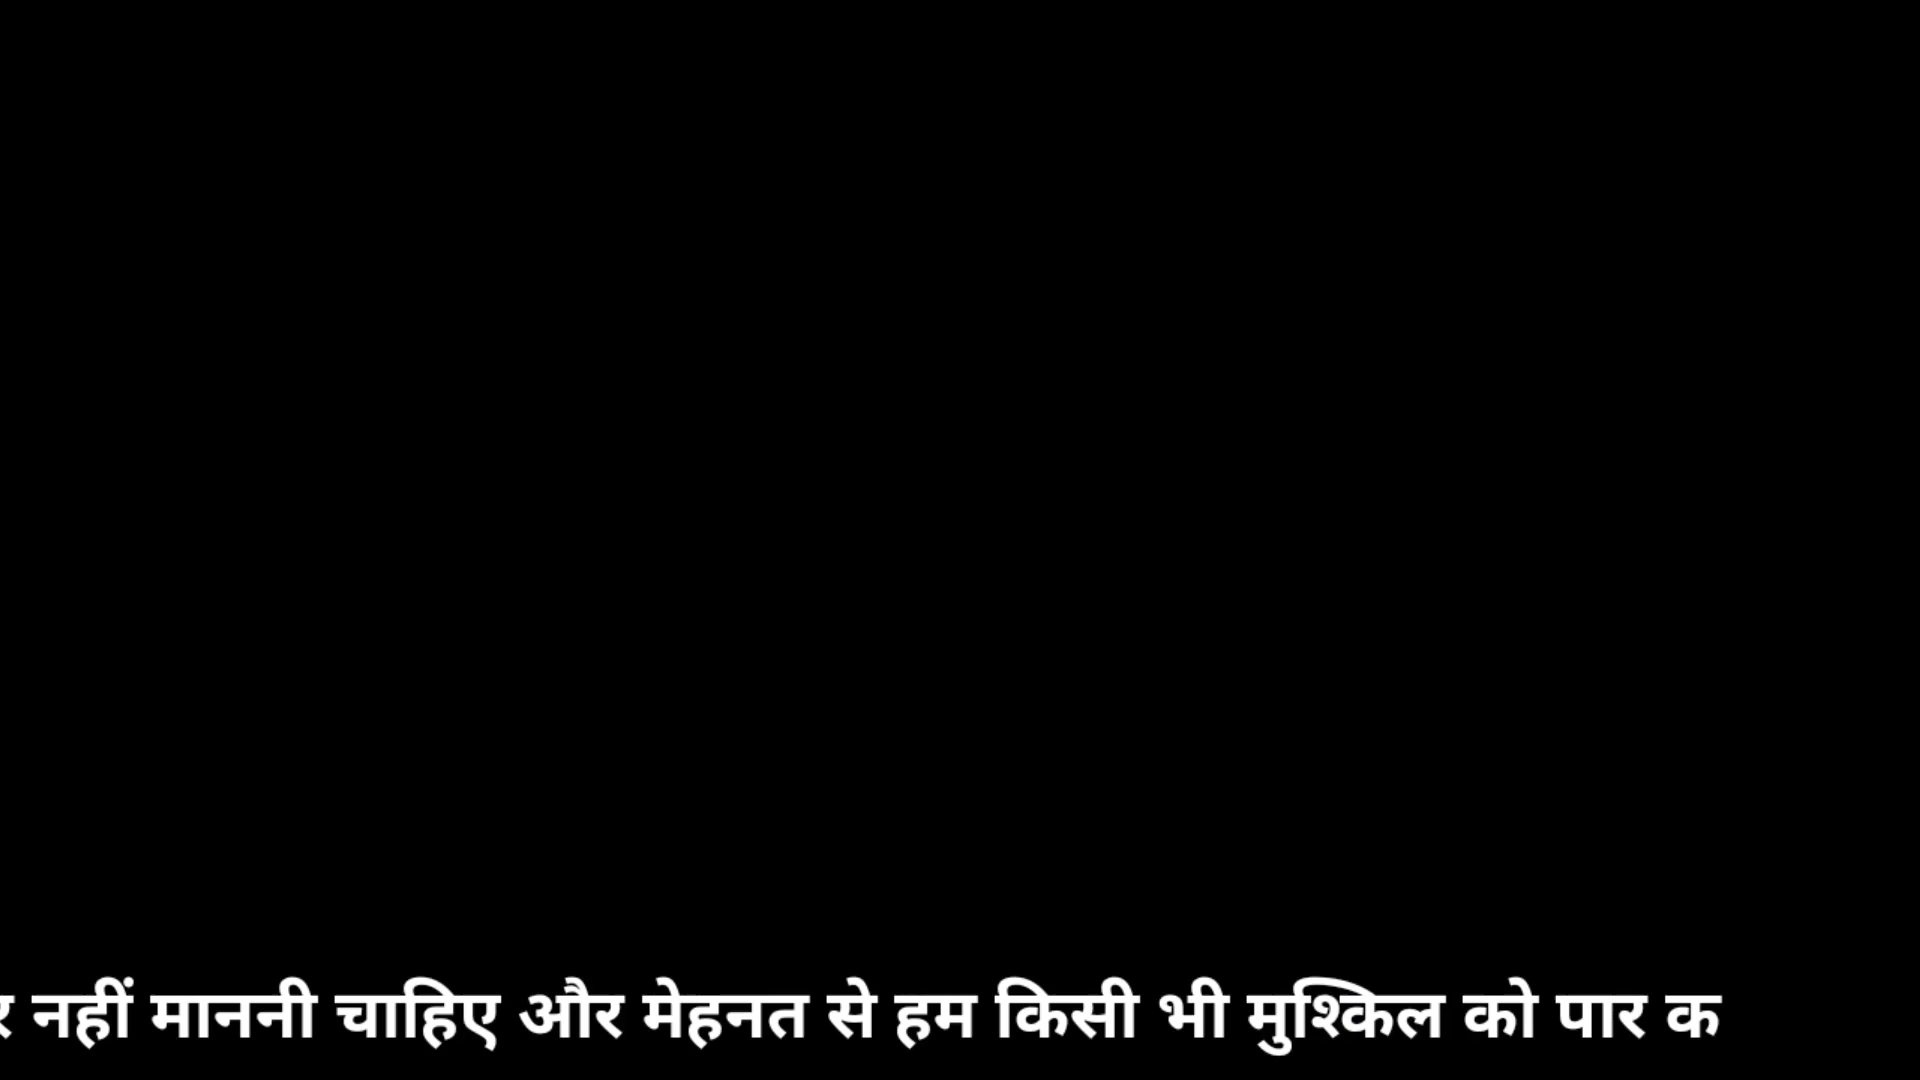 र नहीं माननी चाहिए और मेहनत से हम किसी भी मुश्किल को पार क